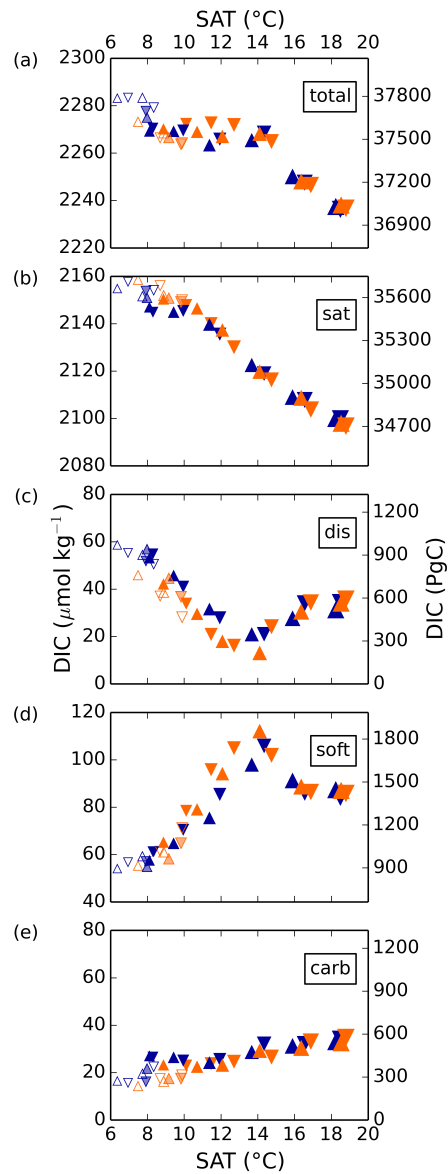 SAT (°C)
6 8 10 12 14 16 18 20
(a)
total
2300
2280
2260
2240
2220
37800
37500
37200
36900
(b)
sat
2160
2140
2120
2100
2080
35600
35300
35000
34700
(c)
dis
80
60
40
20
0
1200
900
600
300
0
DIC (μmol kg⁻¹)
DIC (PgC)
(d)
soft
120
100
80
60
40
1800
1500
1200
900
(e)
carb
80
60
40
20
0
1200
900
600
300
0
6 8 10 12 14 16 18 20
SAT (°C)